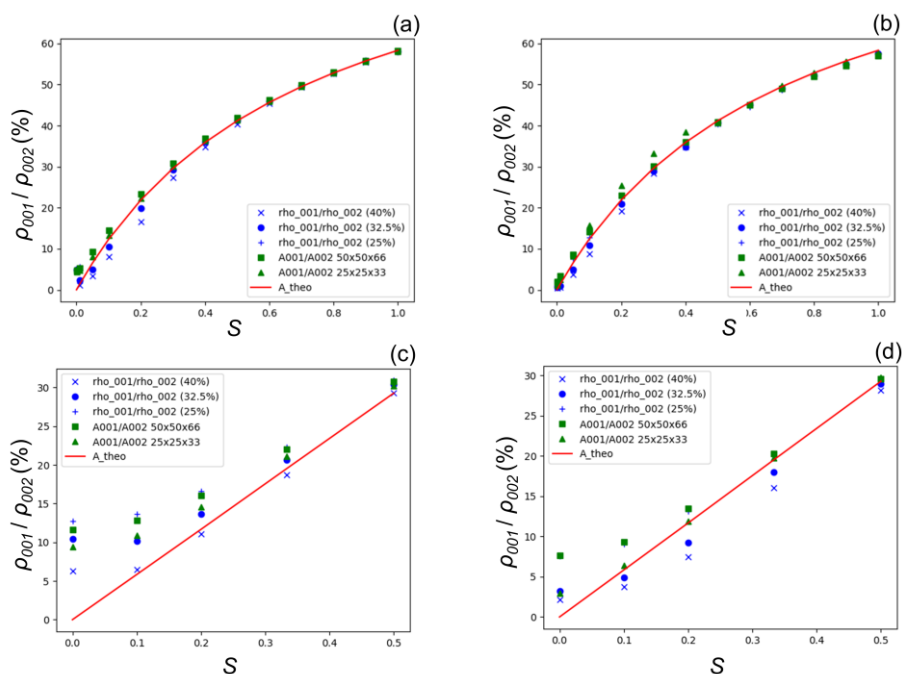 (a)
ρ001 / ρ002 (%)
60
50
40
30
20
10
0
rho_001/rho_002 (40%)
rho_001/rho_002 (32.5%)
rho_001/rho_002 (25%)
A001/A002 50x50x66
A001/A002 25x25x33
A_theo
0.0 0.2 0.4 0.6 0.8 1.0
S
(b)
ρ001 / ρ002 (%)
60
50
40
30
20
10
0
rho_001/rho_002 (40%)
rho_001/rho_002 (32.5%)
rho_001/rho_002 (25%)
A001/A002 50x50x66
A001/A002 25x25x33
A_theo
0.0 0.2 0.4 0.6 0.8 1.0
S
(c)
ρ001 / ρ002 (%)
30
25
20
15
10
5
0
rho_001/rho_002 (40%)
rho_001/rho_002 (32.5%)
rho_001/rho_002 (25%)
A001/A002 50x50x66
A001/A002 25x25x33
A_theo
0.0 0.1 0.2 0.3 0.4 0.5
S
(d)
ρ001 / ρ002 (%)
30
25
20
15
10
5
0
rho_001/rho_002 (40%)
rho_001/rho_002 (32.5%)
rho_001/rho_002 (25%)
A001/A002 50x50x66
A001/A002 25x25x33
A_theo
0.0 0.1 0.2 0.3 0.4 0.5
S